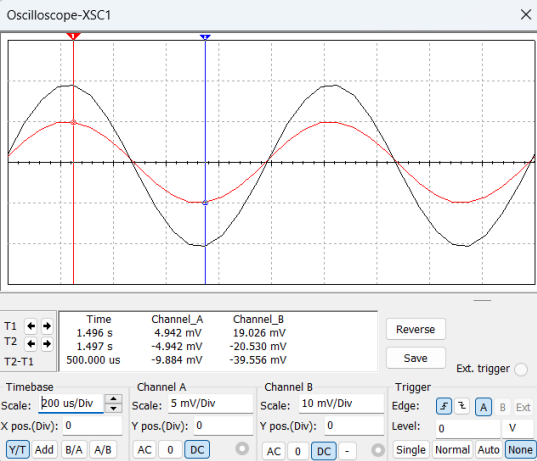 Oscilloscope-XSC1
T1
T2
T2-T1
Time Channel_A Channel_B
1.496 s 4.942 mV 19.026 mV
1.497 s -4.942 mV -20.530 mV
500.000 us -9.884 mV -39.556 mV
Reverse
Save
Ext. trigger
Timebase
Scale: 200 us/Div
X pos.(Div): 0
Y/T Add B/A A/B
Channel A
Scale: 5 mV/Div
Y pos.(Div): 0
AC 0 DC
Channel B
Scale: 10 mV/Div
Y pos.(Div): 0
AC 0 DC -
Trigger
Edge: A B Ext
Level: 0 V
Single Normal Auto None